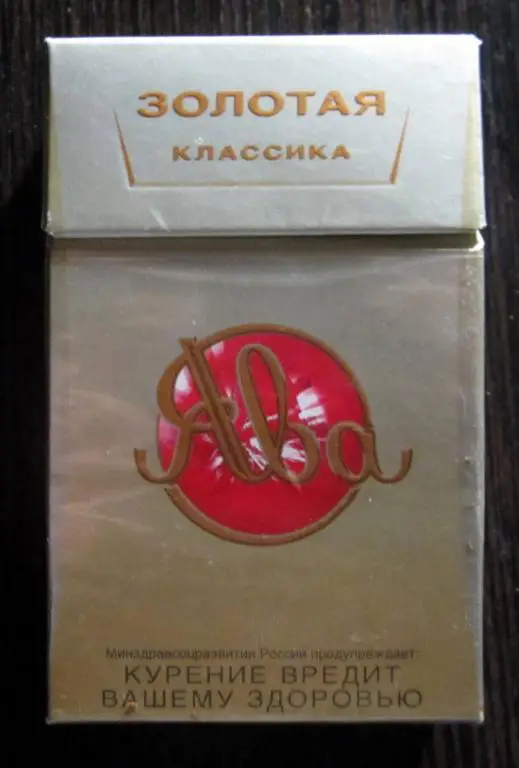 ЗОЛОТАЯ
КЛАССИКА
Ява
Минздравсоцразвития России предупреждает:
КУРЕНИЕ ВРЕДИТ
ВАШЕМУ ЗДОРОВЬЮ